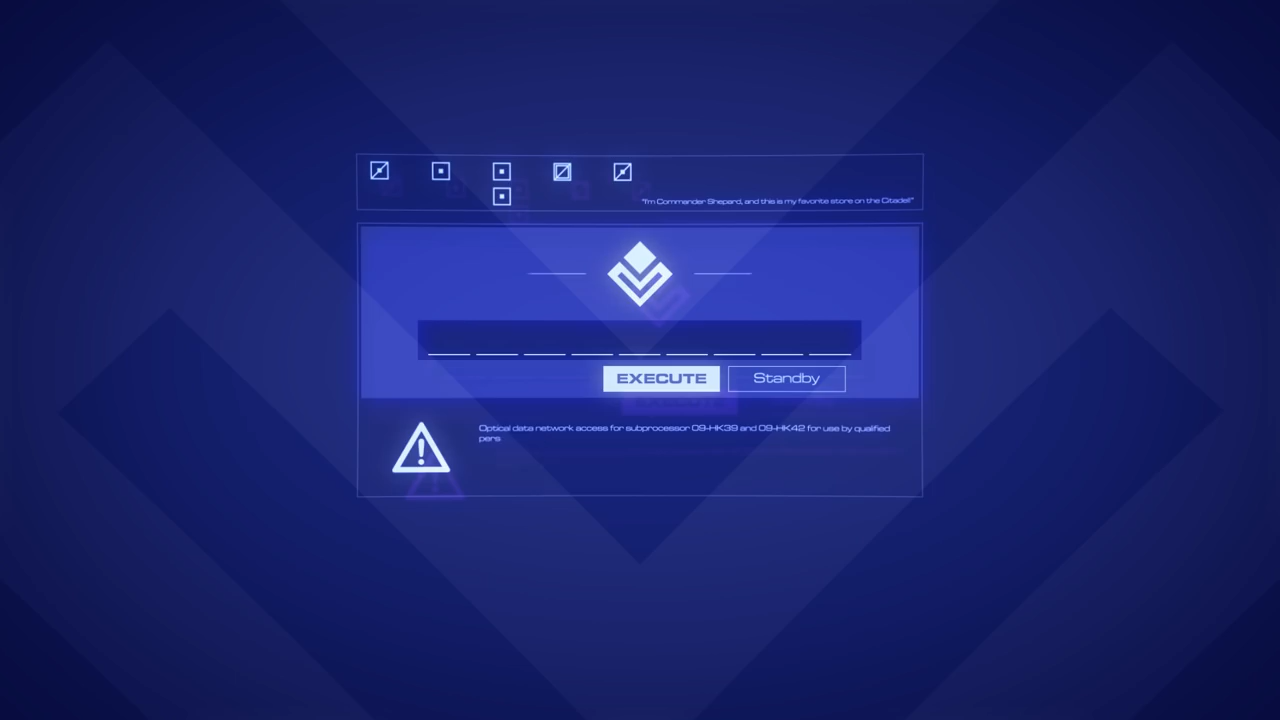 "I'm Commander Shepard, and this is my favorite store on the Citadel!"
EXECUTE
Standby
Optical data network access for subprocessor 09-HK39 and 09-HK42 for use by qualified
pers